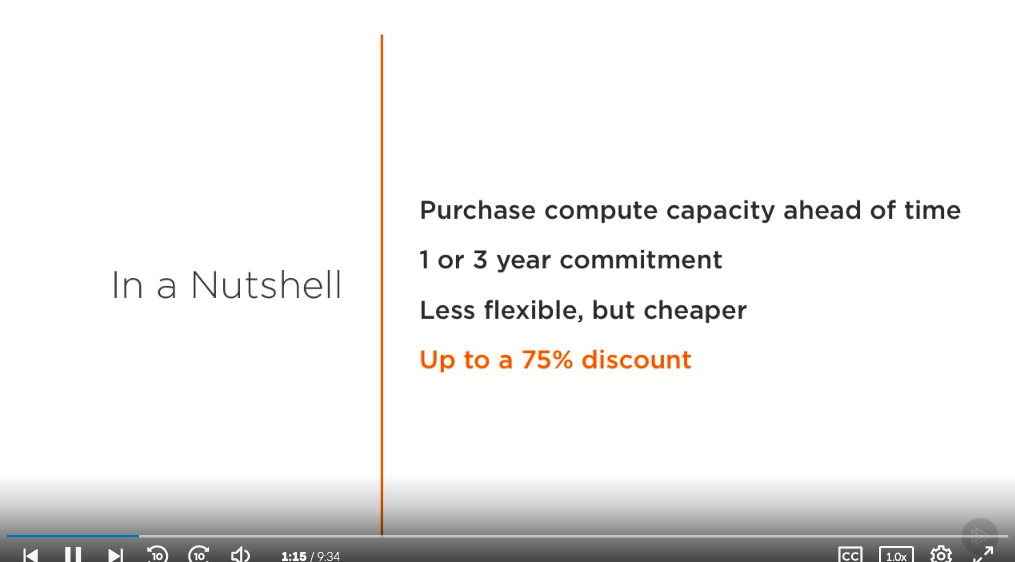 In a Nutshell
Purchase compute capacity ahead of time
1 or 3 year commitment
Less flexible, but cheaper
Up to a 75% discount
10
10
1:15 / 9:34
CC
1.0x